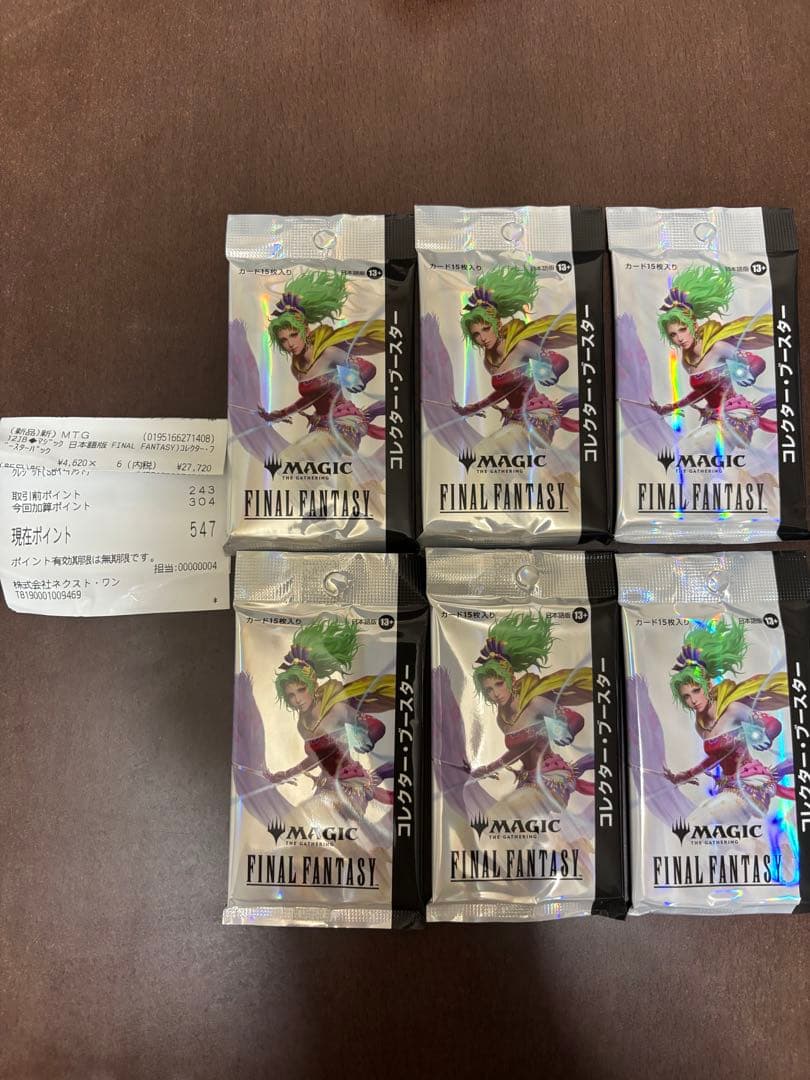 (新品)新) MTG (0195166271408)
マジック 日本語版 FINAL FANTASY)コレクター・ブ
ースターパック
¥4,620× 6 (内税) ¥27,720
取引前ポイント 243
今回加算ポイント 304
現在ポイント 547
ポイント有効期限は無期限です。
担当:00000004
株式会社ネクスト・ワン
T8190001009469
*
カード15枚入り 日本語版 13+
コレクター・ブースター
MAGIC
THE GATHERING
FINAL FANTASY
カード15枚入り 日本語版 13+
コレクター・ブースター
MAGIC
THE GATHERING
FINAL FANTASY
カード15枚入り 日本語版 13+
コレクター・ブースター
MAGIC
THE GATHERING
FINAL FANTASY
カード15枚入り 日本語版 13+
コレクター・ブースター
MAGIC
THE GATHERING
FINAL FANTASY
カード15枚入り 日本語版 13+
コレクター・ブースター
MAGIC
THE GATHERING
FINAL FANTASY
カード15枚入り 日本語版 13+
コレクター・ブースター
MAGIC
THE GATHERING
FINAL FANTASY